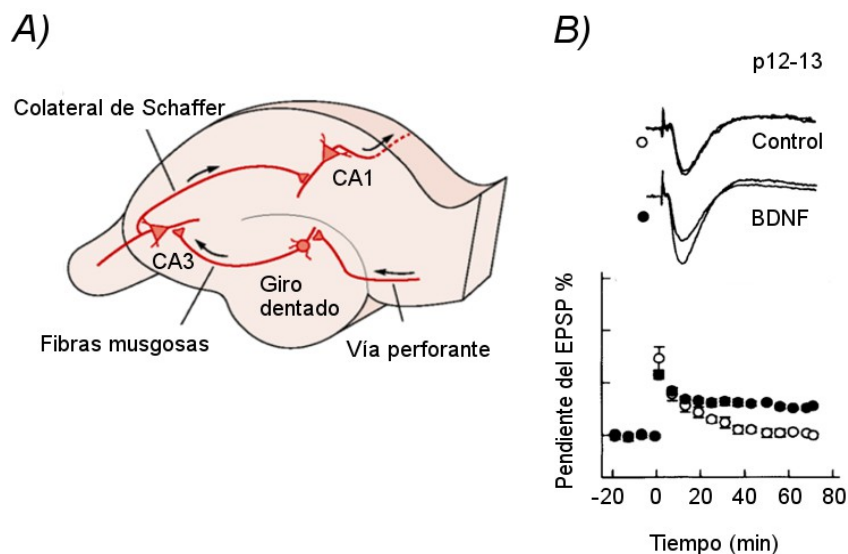 A)
Colateral de Schaffer
CA1
CA3
Giro
dentado
Fibras musgosas
Vía perforante
B)
p12-13
Control
BDNF
Pendiente del EPSP %
-20 0 20 40 60 80
Tiempo (min)